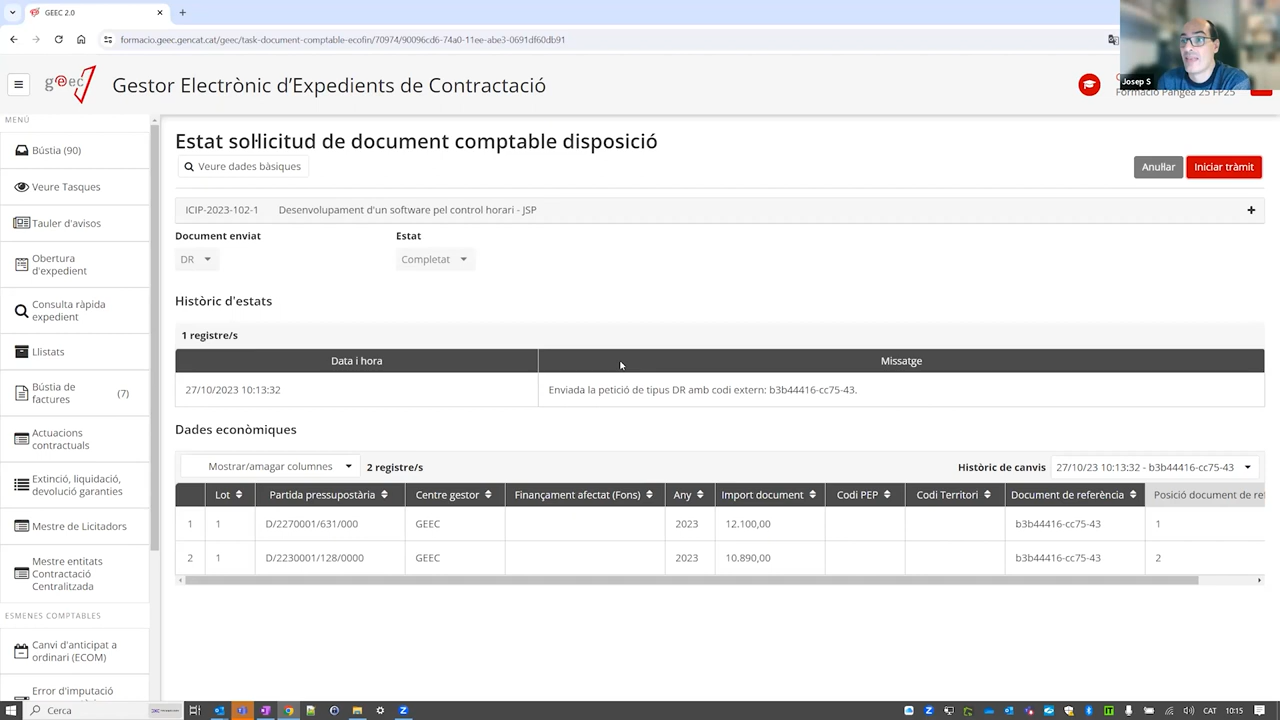 GEEC 2.0
formacio.geec.gencat.cat/geec/task-document-comptable-ecofin/70974/90096cd6-74a0-11ee-abe3-0691df60db91
geec
Gestor Electrònic d'Expedients de Contractació
Josep S
Formació Pangea 25 FP25
MENÚ
Bústia (90)
Veure Tasques
Tauler d'avisos
Obertura
d'expedient
Consulta ràpida
expedient
Llistats
Bústia de
factures
(7)
Actuacions
contractuals
Extinció, liquidació,
devolució garanties
Mestre de Licitadors
Mestre entitats
Contractació
Centralitzada
ESMENES COMPTABLES
Canvi d'anticipat a
ordinari (ECOM)
Error d'imputació
Estat sol·licitud de document comptable disposició
Veure dades bàsiques
Anul·lar
Iniciar tràmit
ICIP-2023-102-1 Desenvolupament d'un software pel control horari - JSP
Document enviat Estat
DR Completat
Històric d'estats
1 registre/s
Data i hora Missatge
27/10/2023 10:13:32 Enviada la petició de tipus DR amb codi extern: b3b44416-cc75-43.
Dades econòmiques
Mostrar/amagar columnes 2 registre/s Històric de canvis 27/10/23 10:13:32 - b3b44416-cc75-43
Lot Partida pressupostària Centre gestor Finançament afectat (Fons) Any Import document Codi PEP Codi Territori Document de referència Posició document de ref
1 1 D/2270001/631/000 GEEC 2023 12.100,00 b3b44416-cc75-43 1
2 1 D/2230001/128/0000 GEEC 2023 10.890,00 b3b44416-cc75-43 2
Cerca
CAT 10:15